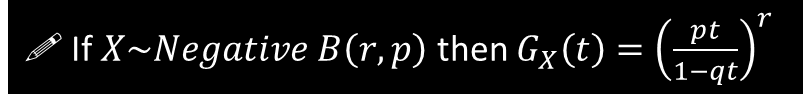 If X~Negative B(r, p) then G_X(t) = (pt / 1−qt)^r